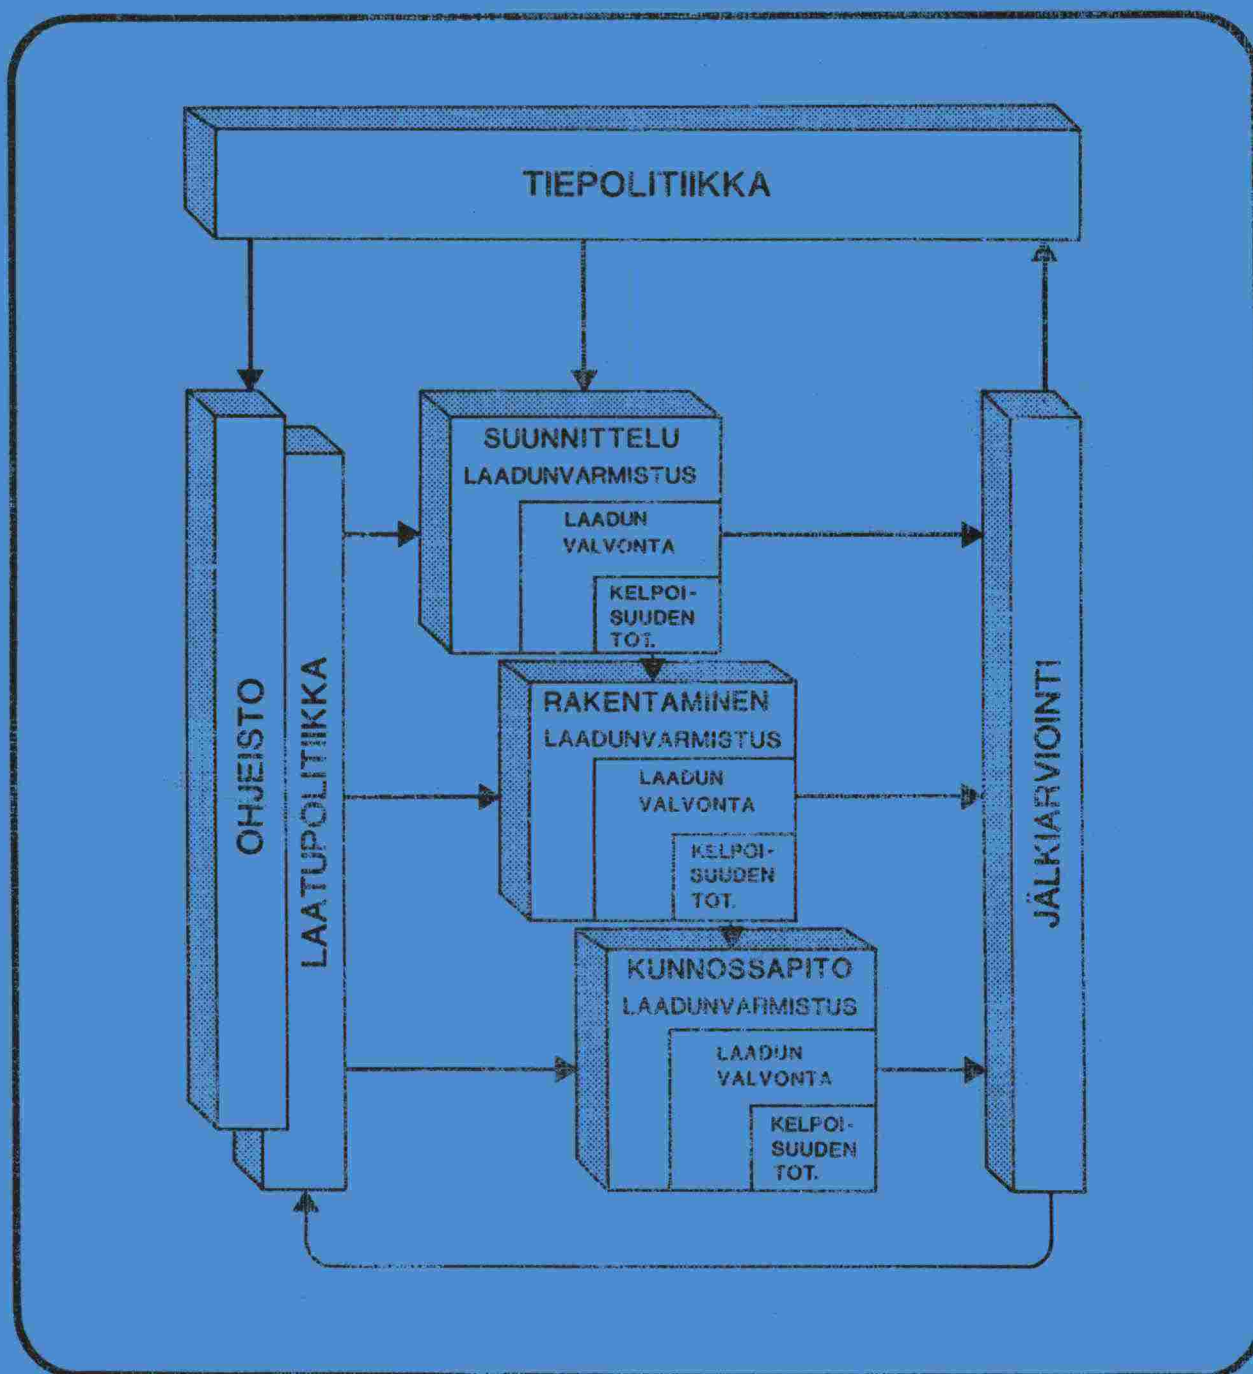 TIEPOLITIIKKA
OHJEISTO
LAATUPOLITIIKKA
SUUNNITTELU
LAADUNVARMISTUS
LAADUN
VALVONTA
KELPOI-
SUUDEN
TOT.
RAKENTAMINEN
LAADUNVARMISTUS
LAADUN
VALVONTA
KELPOI-
SUUDEN
TOT.
KUNNOSSAPITO
LAADUNVARMISTUS
LAADUN
VALVONTA
KELPOI-
SUUDEN
TOT.
JÄLKIARVIOINTI